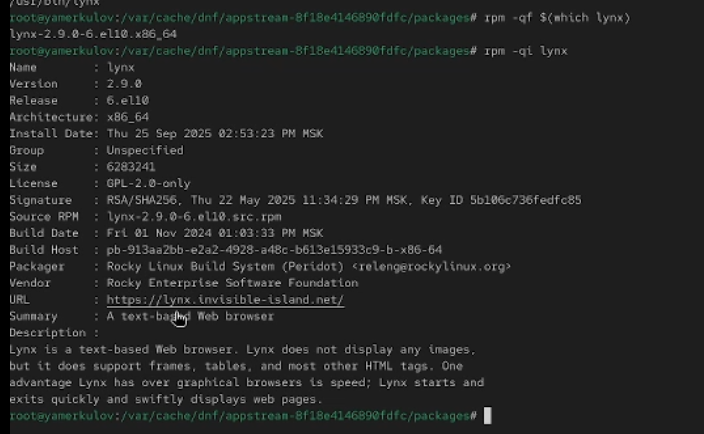 /usr/bin/lynx
root@yamerkulov:/var/cache/dnf/appstream-8f18e4146890fdfc/packages# rpm -qf $(which lynx)
lynx-2.9.0-6.el10.x86_64
root@yamerkulov:/var/cache/dnf/appstream-8f18e4146890fdfc/packages# rpm -qi lynx
Name        : lynx
Version     : 2.9.0
Release     : 6.el10
Architecture: x86_64
Install Date: Thu 25 Sep 2025 02:53:23 PM MSK
Group       : Unspecified
Size        : 6283241
License     : GPL-2.0-only
Signature   : RSA/SHA256, Thu 22 May 2025 11:34:29 PM MSK, Key ID 5b106c736fedfc85
Source RPM  : lynx-2.9.0-6.el10.src.rpm
Build Date  : Fri 01 Nov 2024 01:03:33 PM MSK
Build Host  : pb-913aa2bb-e2a2-4928-a48c-b613e15933c9-b-x86-64
Packager    : Rocky Linux Build System (Peridot) <releng@rockylinux.org>
Vendor      : Rocky Enterprise Software Foundation
URL         : https://lynx.invisible-island.net/
Summary     : A text-based Web browser
Description :
Lynx is a text-based Web browser. Lynx does not display any images,
but it does support frames, tables, and most other HTML tags. One
advantage Lynx has over graphical browsers is speed; Lynx starts and
exits quickly and swiftly displays web pages.
root@yamerkulov:/var/cache/dnf/appstream-8f18e4146890fdfc/packages#